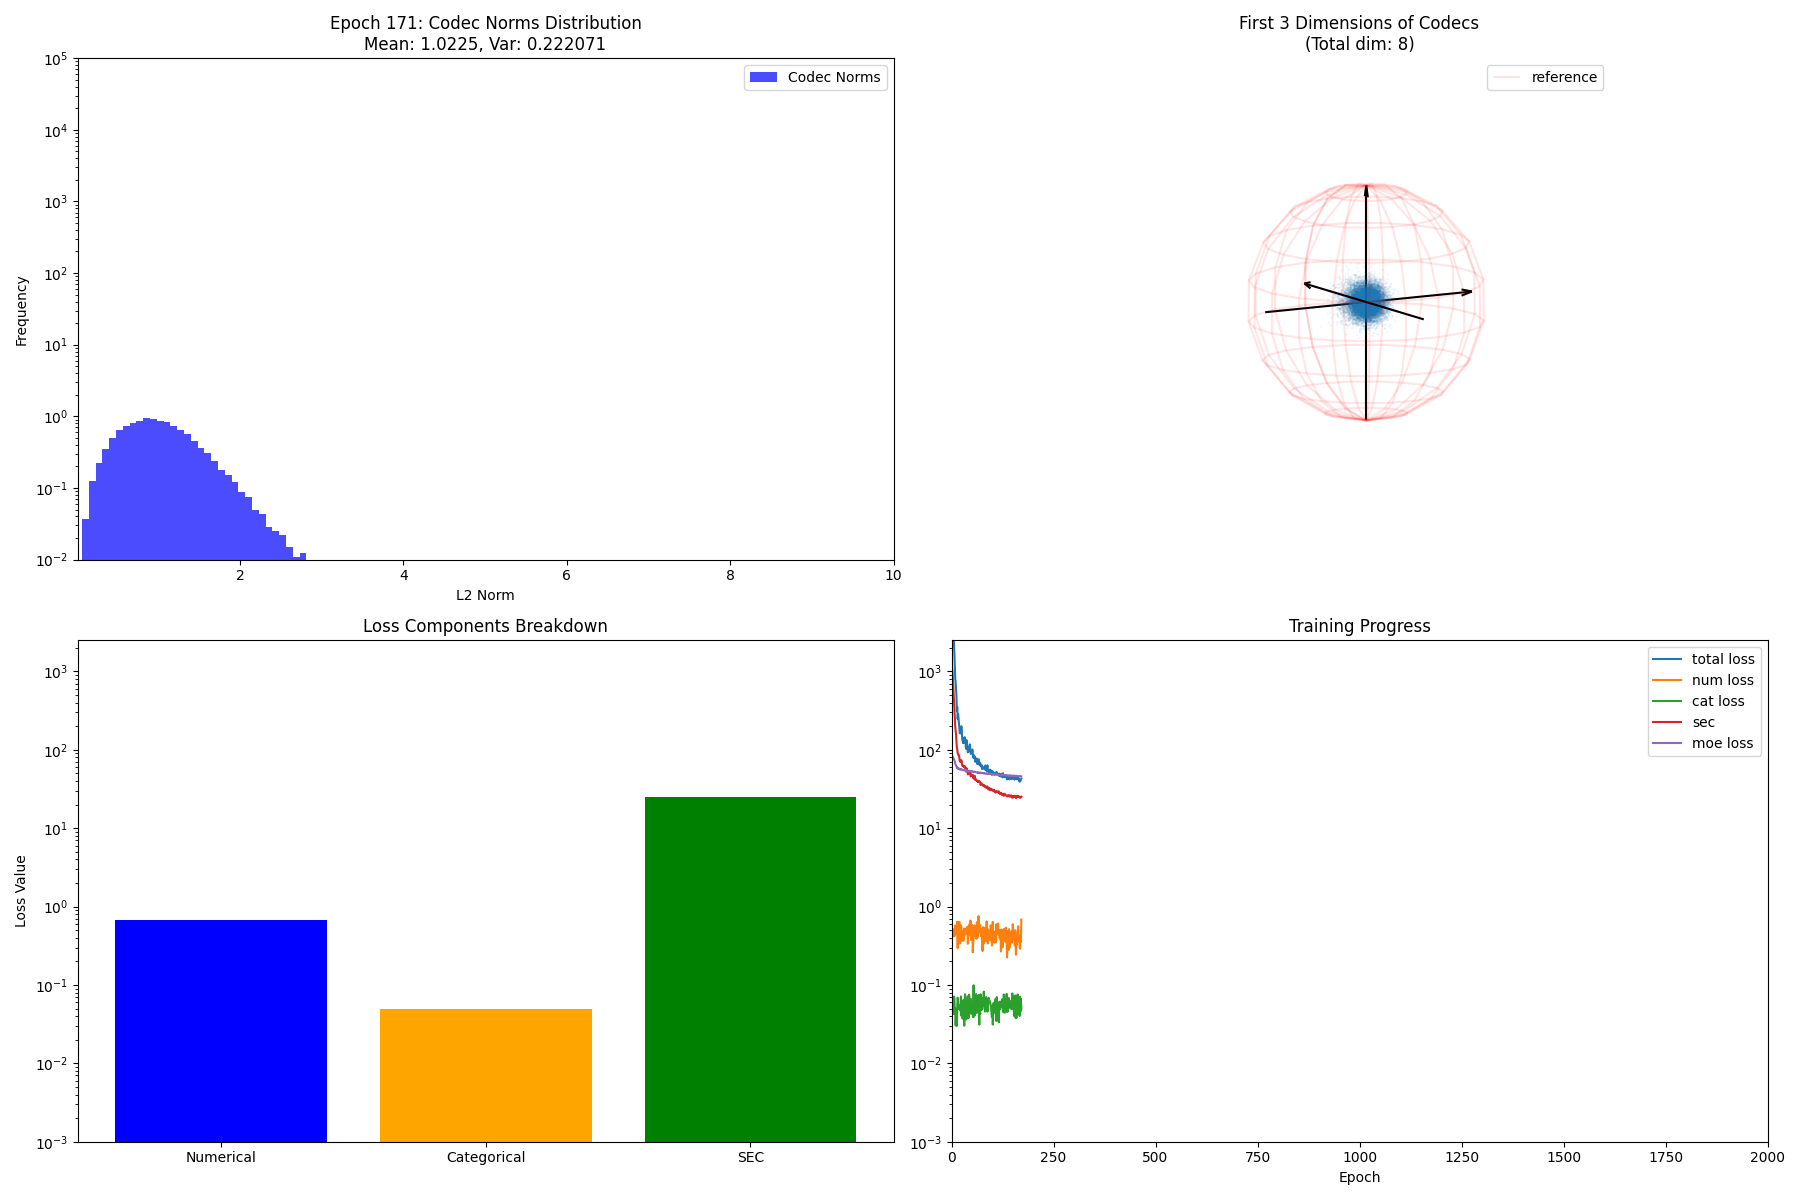 Epoch 171: Codec Norms Distribution
Mean: 1.0225, Var: 0.222071
Codec Norms
Frequency
10^5
10^4
10^3
10^2
10^1
10^0
10^-1
10^-2
2 4 6 8 10
L2 Norm
First 3 Dimensions of Codecs
(Total dim: 8)
reference
Loss Components Breakdown
Loss Value
10^3
10^2
10^1
10^0
10^-1
10^-2
10^-3
Numerical Categorical SEC
Training Progress
total loss
num loss
cat loss
sec
moe loss
10^3
10^2
10^1
10^0
10^-1
10^-2
10^-3
0 250 500 750 1000 1250 1500 1750 2000
Epoch